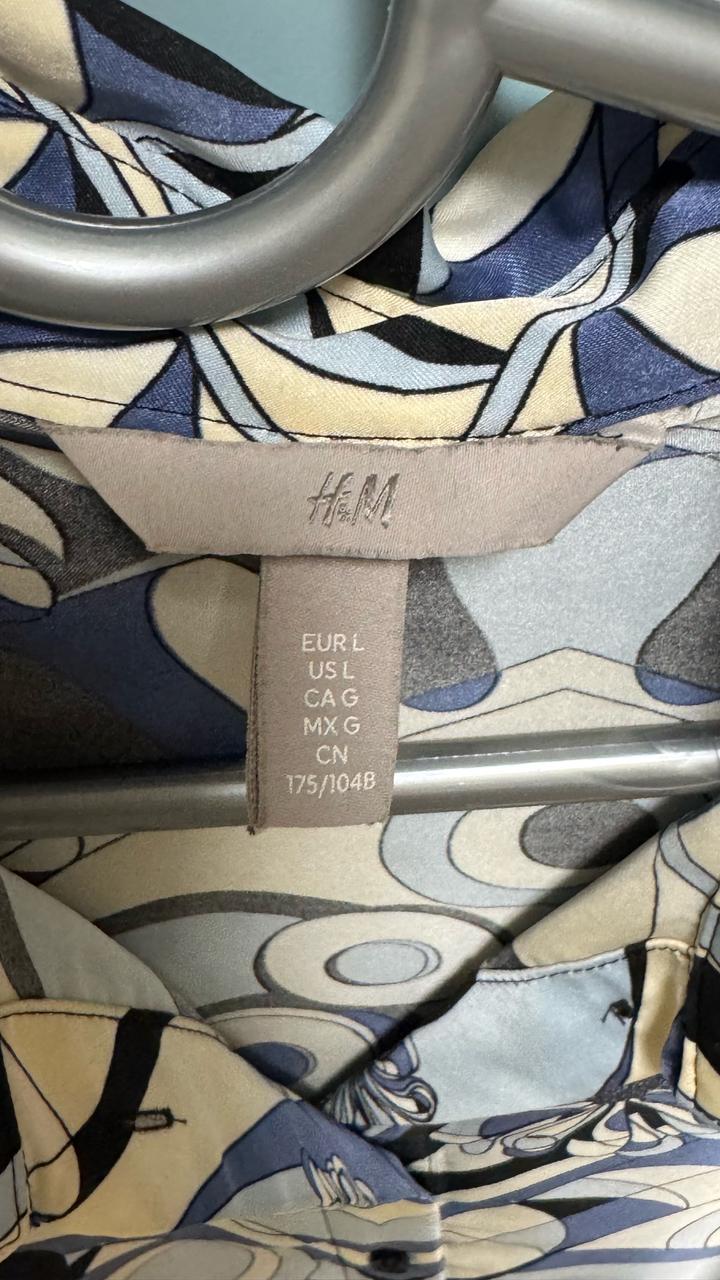 H&M
EUR L
US L
CA G
MX G
CN
175/104B